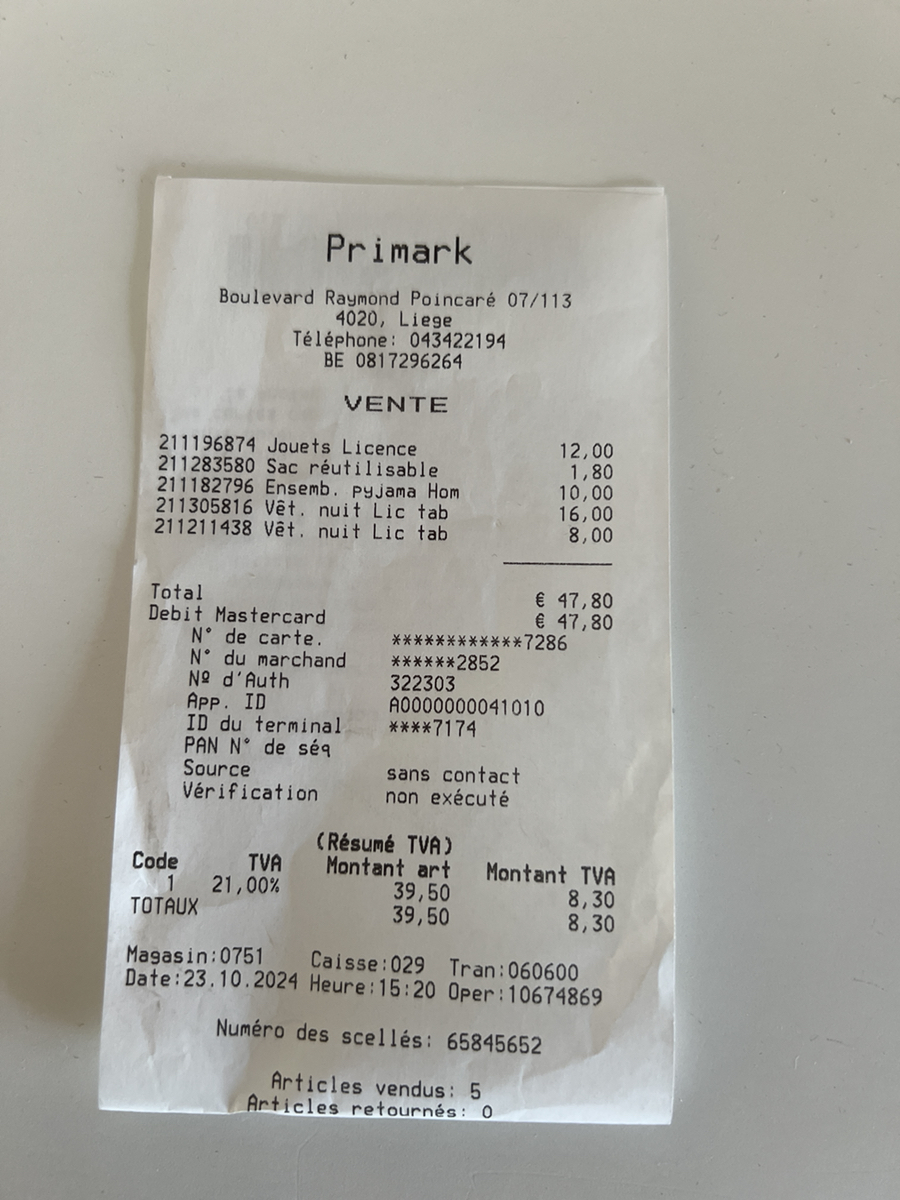 Primark
Boulevard Raymond Poincaré 07/113
4020, Liege
Téléphone: 043422194
BE 0817296264
VENTE
211196874 Jouets Licence 12,00
211283580 Sac réutilisable 1,80
211182796 Ensemb. pyjama Hom 10,00
211305816 Vêt. nuit Lic tab 16,00
211211438 Vêt. nuit Lic tab 8,00
Total € 47,80
Debit Mastercard € 47,80
N° de carte. ************7286
N° du marchand ******2852
Nº d'Auth 322303
App. ID A0000000041010
ID du terminal ****7174
PAN N° de séq
Source sans contact
Vérification non exécuté
(Résumé TVA)
Code TVA Montant art Montant TVA
1 21,00% 39,50 8,30
TOTAUX 39,50 8,30
Magasin:0751 Caisse:029 Tran:060600
Date:23.10.2024 Heure:15:20 Oper:10674869
Numéro des scellés: 65845652
Articles vendus: 5
Articles retournés: 0